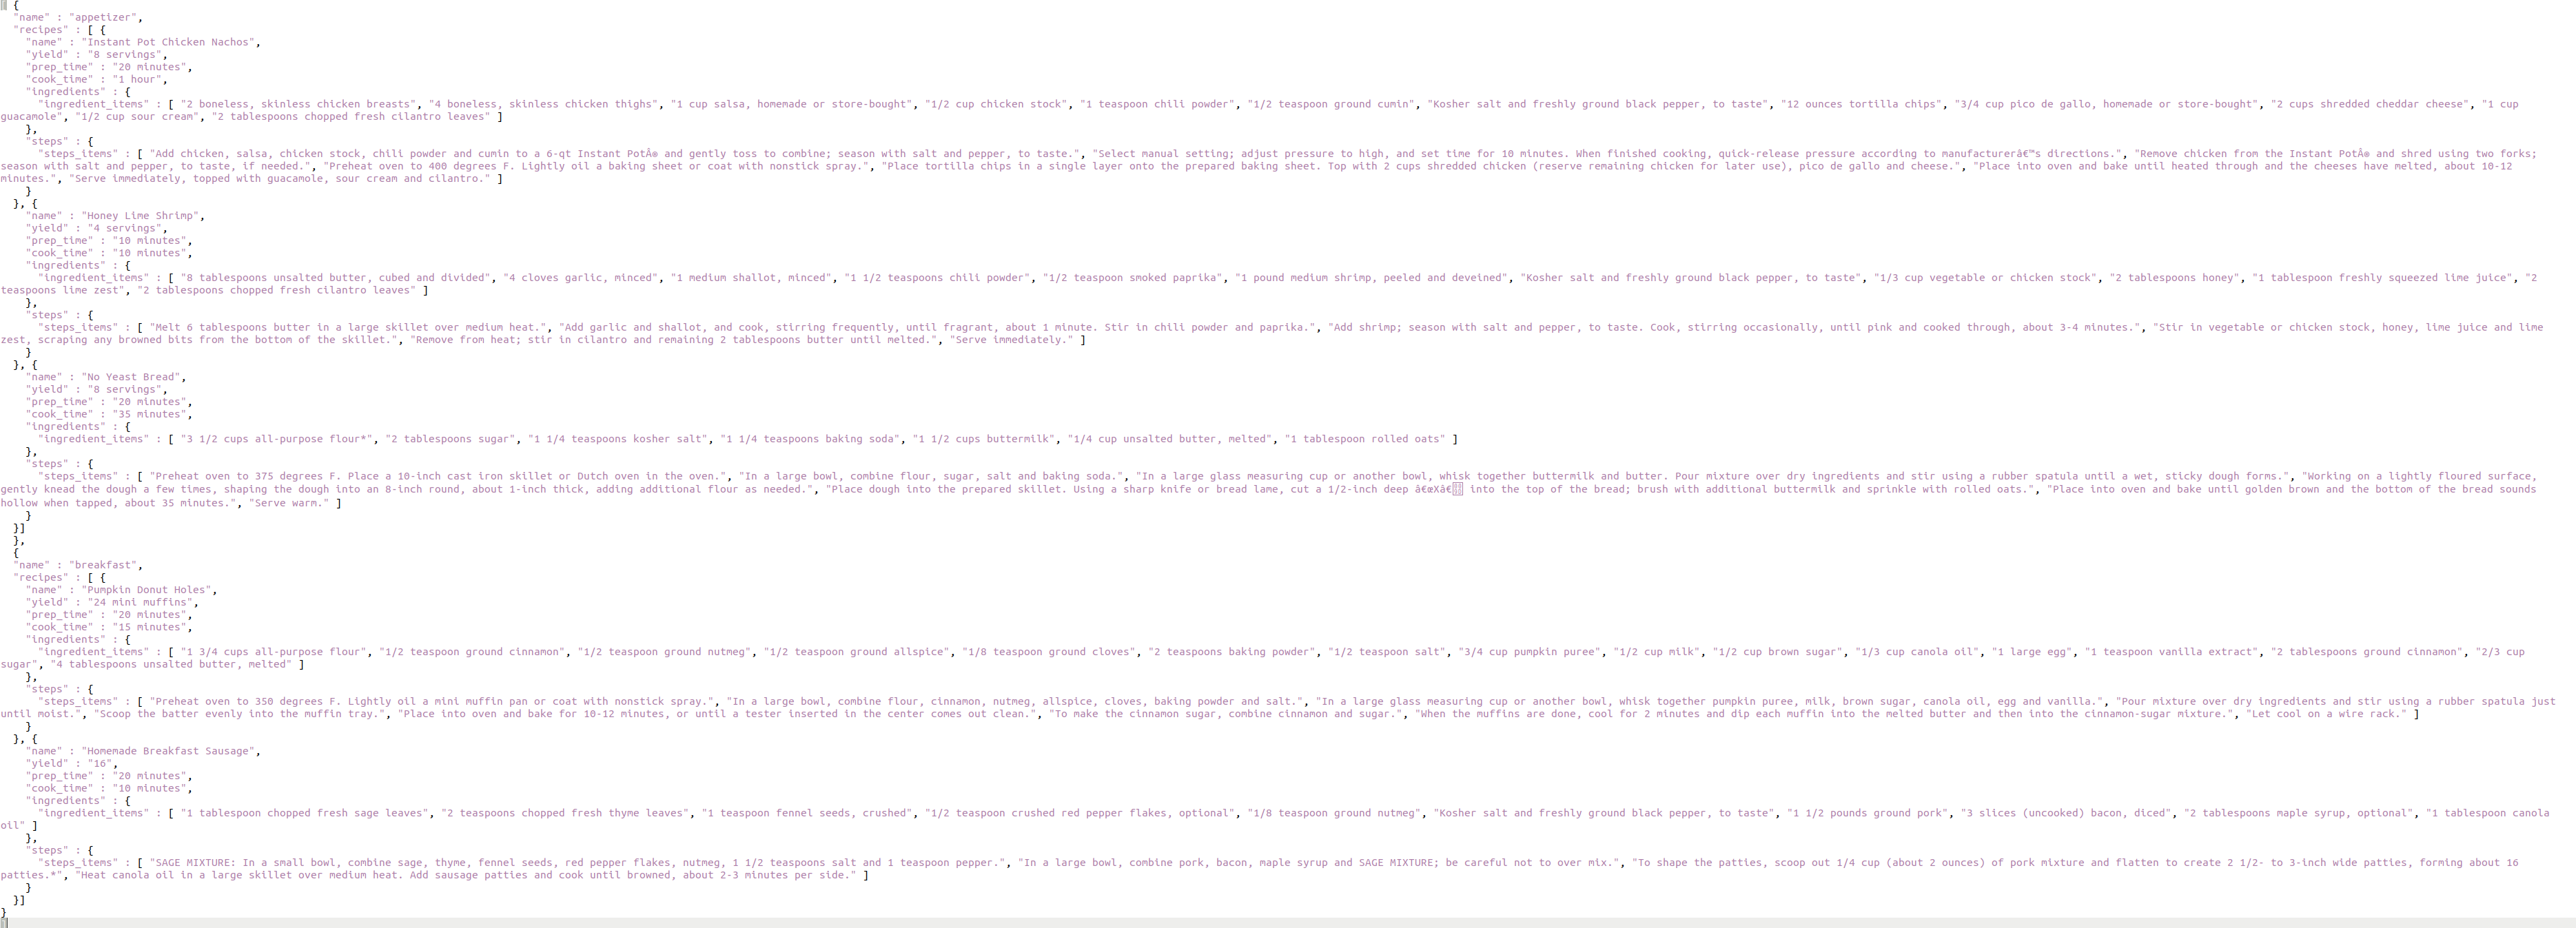 [ {
  "name" : "appetizer",
  "recipes" : [ {
    "name" : "Instant Pot Chicken Nachos",
    "yield" : "8 servings",
    "prep_time" : "20 minutes",
    "cook_time" : "1 hour",
    "ingredients" : {
      "ingredient_items" : [ "2 boneless, skinless chicken breasts", "4 boneless, skinless chicken thighs", "1 cup salsa, homemade or store-bought", "1/2 cup chicken stock", "1 teaspoon chili powder", "1/2 teaspoon ground cumin", "Kosher salt and freshly ground black pepper, to taste", "12 ounces tortilla chips", "3/4 cup pico de gallo, homemade or store-bought", "2 cups shredded cheddar cheese", "1 cup
guacamole", "1/2 cup sour cream", "2 tablespoons chopped fresh cilantro leaves" ]
    },
    "steps" : {
      "steps_items" : [ "Add chicken, salsa, chicken stock, chili powder and cumin to a 6-qt Instant PotÂ® and gently toss to combine; season with salt and pepper, to taste.", "Select manual setting; adjust pressure to high, and set time for 10 minutes. When finished cooking, quick-release pressure according to manufacturerâ€™s directions.", "Remove chicken from the Instant PotÂ® and shred using two forks;
season with salt and pepper, to taste, if needed.", "Preheat oven to 400 degrees F. Lightly oil a baking sheet or coat with nonstick spray.", "Place tortilla chips in a single layer onto the prepared baking sheet. Top with 2 cups shredded chicken (reserve remaining chicken for later use), pico de gallo and cheese.", "Place into oven and bake until heated through and the cheeses have melted, about 10-12
minutes.", "Serve immediately, topped with guacamole, sour cream and cilantro." ]
    }
  }, {
    "name" : "Honey Lime Shrimp",
    "yield" : "4 servings",
    "prep_time" : "10 minutes",
    "cook_time" : "10 minutes",
    "ingredients" : {
      "ingredient_items" : [ "8 tablespoons unsalted butter, cubed and divided", "4 cloves garlic, minced", "1 medium shallot, minced", "1 1/2 teaspoons chili powder", "1/2 teaspoon smoked paprika", "1 pound medium shrimp, peeled and deveined", "Kosher salt and freshly ground black pepper, to taste", "1/3 cup vegetable or chicken stock", "2 tablespoons honey", "1 tablespoon freshly squeezed lime juice", "2
teaspoons lime zest", "2 tablespoons chopped fresh cilantro leaves" ]
    },
    "steps" : {
      "steps_items" : [ "Melt 6 tablespoons butter in a large skillet over medium heat.", "Add garlic and shallot, and cook, stirring frequently, until fragrant, about 1 minute. Stir in chili powder and paprika.", "Add shrimp; season with salt and pepper, to taste. Cook, stirring occasionally, until pink and cooked through, about 3-4 minutes.", "Stir in vegetable or chicken stock, honey, lime juice and lime
zest, scraping any browned bits from the bottom of the skillet.", "Remove from heat; stir in cilantro and remaining 2 tablespoons butter until melted.", "Serve immediately." ]
    }
  }, {
    "name" : "No Yeast Bread",
    "yield" : "8 servings",
    "prep_time" : "20 minutes",
    "cook_time" : "35 minutes",
    "ingredients" : {
      "ingredient_items" : [ "3 1/2 cups all-purpose flour*", "2 tablespoons sugar", "1 1/4 teaspoons kosher salt", "1 1/4 teaspoons baking soda", "1 1/2 cups buttermilk", "1/4 cup unsalted butter, melted", "1 tablespoon rolled oats" ]
    },
    "steps" : {
      "steps_items" : [ "Preheat oven to 375 degrees F. Place a 10-inch cast iron skillet or Dutch oven in the oven.", "In a large bowl, combine flour, sugar, salt and baking soda.", "In a large glass measuring cup or another bowl, whisk together buttermilk and butter. Pour mixture over dry ingredients and stir using a rubber spatula until a wet, sticky dough forms.", "Working on a lightly floured surface,
gently knead the dough a few times, shaping the dough into an 8-inch round, about 1-inch thick, adding additional flour as needed.", "Place dough into the prepared skillet. Using a sharp knife or bread lame, cut a 1/2-inch deep â€œXâ€ into the top of the bread; brush with additional buttermilk and sprinkle with rolled oats.", "Place into oven and bake until golden brown and the bottom of the bread sounds
hollow when tapped, about 35 minutes.", "Serve warm." ]
    }
  }]
  },
  {
  "name" : "breakfast",
  "recipes" : [ {
    "name" : "Pumpkin Donut Holes",
    "yield" : "24 mini muffins",
    "prep_time" : "20 minutes",
    "cook_time" : "15 minutes",
    "ingredients" : {
      "ingredient_items" : [ "1 3/4 cups all-purpose flour", "1/2 teaspoon ground cinnamon", "1/2 teaspoon ground nutmeg", "1/2 teaspoon ground allspice", "1/8 teaspoon ground cloves", "2 teaspoons baking powder", "1/2 teaspoon salt", "3/4 cup pumpkin puree", "1/2 cup milk", "1/2 cup brown sugar", "1/3 cup canola oil", "1 large egg", "1 teaspoon vanilla extract", "2 tablespoons ground cinnamon", "2/3 cup
sugar", "4 tablespoons unsalted butter, melted" ]
    },
    "steps" : {
      "steps_items" : [ "Preheat oven to 350 degrees F. Lightly oil a mini muffin pan or coat with nonstick spray.", "In a large bowl, combine flour, cinnamon, nutmeg, allspice, cloves, baking powder and salt.", "In a large glass measuring cup or another bowl, whisk together pumpkin puree, milk, brown sugar, canola oil, egg and vanilla.", "Pour mixture over dry ingredients and stir using a rubber spatula just
until moist.", "Scoop the batter evenly into the muffin tray.", "Place into oven and bake for 10-12 minutes, or until a tester inserted in the center comes out clean.", "To make the cinnamon sugar, combine cinnamon and sugar.", "When the muffins are done, cool for 2 minutes and dip each muffin into the melted butter and then into the cinnamon-sugar mixture.", "Let cool on a wire rack." ]
    }
  }, {
    "name" : "Homemade Breakfast Sausage",
    "yield" : "16",
    "prep_time" : "20 minutes",
    "cook_time" : "10 minutes",
    "ingredients" : {
      "ingredient_items" : [ "1 tablespoon chopped fresh sage leaves", "2 teaspoons chopped fresh thyme leaves", "1 teaspoon fennel seeds, crushed", "1/2 teaspoon crushed red pepper flakes, optional", "1/8 teaspoon ground nutmeg", "Kosher salt and freshly ground black pepper, to taste", "1 1/2 pounds ground pork", "3 slices (uncooked) bacon, diced", "2 tablespoons maple syrup, optional", "1 tablespoon canola
oil" ]
    },
    "steps" : {
      "steps_items" : [ "SAGE MIXTURE: In a small bowl, combine sage, thyme, fennel seeds, red pepper flakes, nutmeg, 1 1/2 teaspoons salt and 1 teaspoon pepper.", "In a large bowl, combine pork, bacon, maple syrup and SAGE MIXTURE; be careful not to over mix.", "To shape the patties, scoop out 1/4 cup (about 2 ounces) of pork mixture and flatten to create 2 1/2- to 3-inch wide patties, forming about 16
patties.*", "Heat canola oil in a large skillet over medium heat. Add sausage patties and cook until browned, about 2-3 minutes per side." ]
    }
  }]
}
]